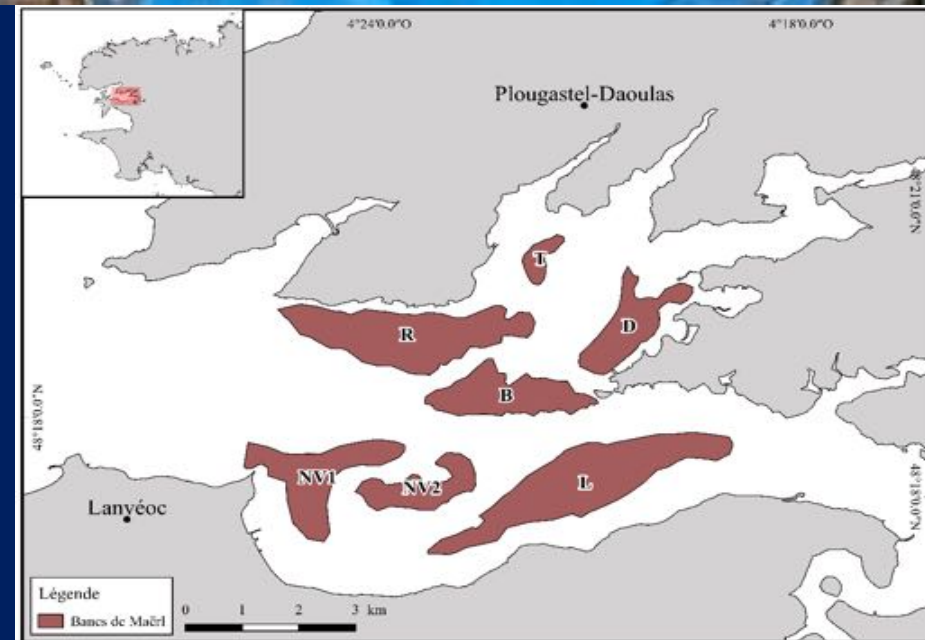 4°24'0.0"O
4°18'0.0"O
Plougastel-Daoulas
48°21'0.0"N
T
R
D
B
48°18'0.0"N
NV1
NV2
L
48°18'0.0"N
Lanvéoc
Légende
Bancs de Maërl
0 1 2 3 km